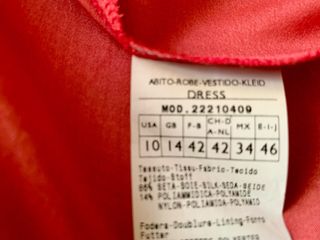 ABITO-ROBE-VESTIDO-KLEID
DRESS
MOD. 22210409
USA GB F-B CH-D A-NL MX E-I-J
10 14 42 42 34 46
Tessuto-Tissu-Fabric-Tecido
Tejido-Stoff
86% SETA-SOIE-SILK-SEDA-SEIDE
14% POLIAMMIDICA-POLYAMIDE
NYLON-POLIAMIDA-POLYAMID
Fodera-Doublure-Lining-Forro
Futter